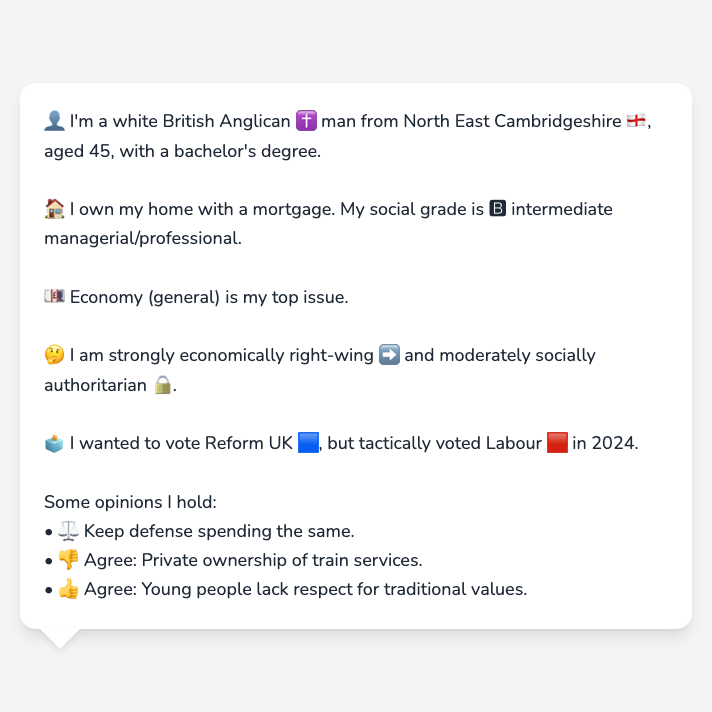 👤 I'm a white British Anglican ✝️ man from North East Cambridgeshire 🏴󠁧󠁢󠁥󠁮󠁧󠁿,
aged 45, with a bachelor's degree.
🏠 I own my home with a mortgage. My social grade is 🅱 intermediate
managerial/professional.
💷 Economy (general) is my top issue.
🤔 I am strongly economically right-wing ➡️ and moderately socially
authoritarian 🔒.
🗳️ I wanted to vote Reform UK 🟦, but tactically voted Labour 🟥 in 2024.
Some opinions I hold:
• ⚖️ Keep defense spending the same.
• 👎 Agree: Private ownership of train services.
• 👍 Agree: Young people lack respect for traditional values.